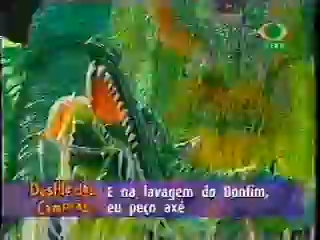 Desfile das
Campeãs
E na lavagem do Bonfim,
eu peço axé